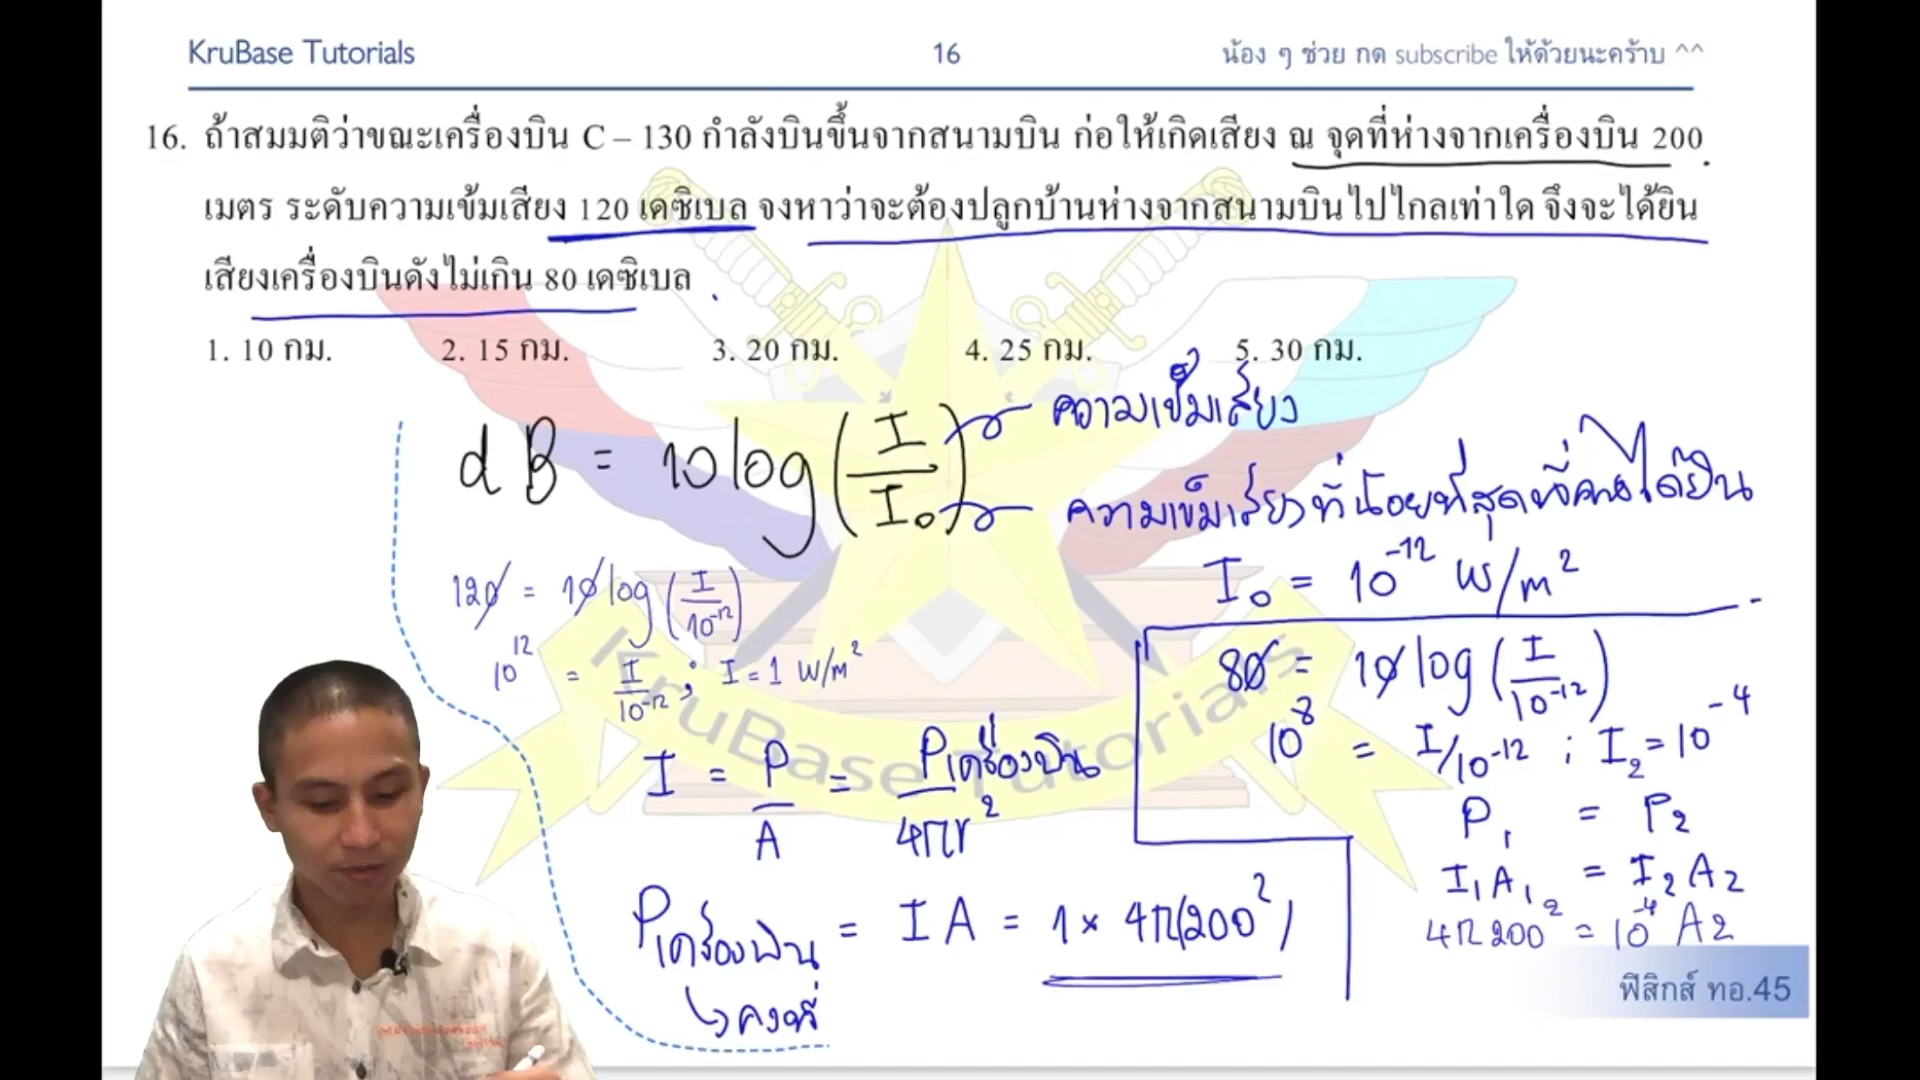 KruBase Tutorials 16 น้อง ๆ ช่วย กด subscribe ให้ด้วยนะคร้าบ ^^
16. ถ้าสมมติว่าขณะเครื่องบิน C – 130 กำลังบินขึ้นจากสนามบิน ก่อให้เกิดเสียง ณ จุดที่ห่างจากเครื่องบิน 200
เมตร ระดับความเข้มเสียง 120 เดซิเบล จงหาว่าจะต้องปลูกบ้านห่างจากสนามบินไปไกลเท่าใด จึงจะได้ยิน
เสียงเครื่องบินดังไม่เกิน 80 เดซิเบล
1. 10 กม. 2. 15 กม. 3. 20 กม. 4. 25 กม. 5. 30 กม.
dB = 10 log (I/I₀)
ความเข้มเสียง
ความเข้มเสียงที่น้อยที่สุดที่คนได้ยิน
I₀ = 10⁻¹² W/m²
120 = 10 log (I/10⁻¹²)
10¹² = I/10⁻¹² ; I = 1 W/m²
I = P/A = Pเครื่องบิน/4πr²
Pเครื่องบิน = IA = 1 × 4π(200²)
คงที่
80 = 10 log (I/10⁻¹²)
10⁸ = I/10⁻¹² ; I₂ = 10⁻⁴
P₁ = P₂
I₁A₁ = I₂A₂
4π200² = 10⁻⁴ A₂
KruBase Tutorials
ฟิสิกส์ ทอ.45